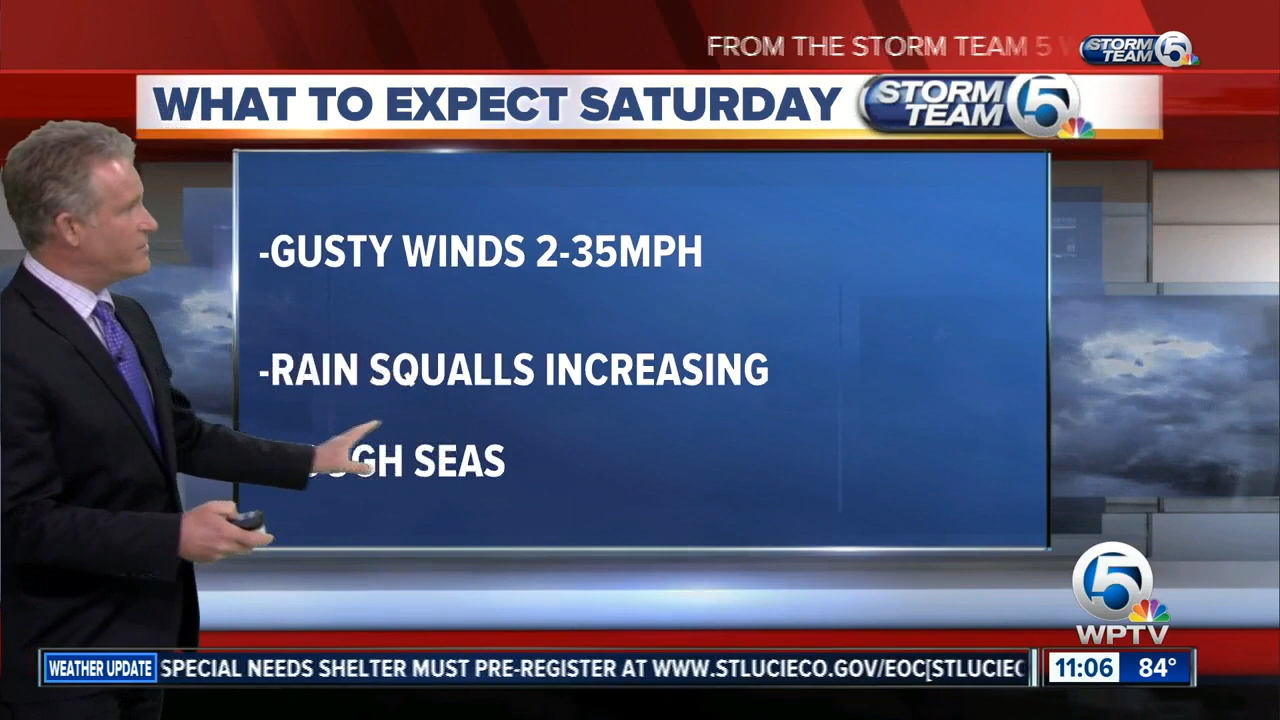 FROM THE STORM TEAM 5
STORM TEAM 5
WHAT TO EXPECT SATURDAY
STORM TEAM 5
-GUSTY WINDS 2-35MPH
-RAIN SQUALLS INCREASING
SEAS
5
WPTV
WEATHER UPDATE SPECIAL NEEDS SHELTER MUST PRE-REGISTER AT WWW.STLUCIECO.GOV/EOC[STLUCIEC
11:06 84°